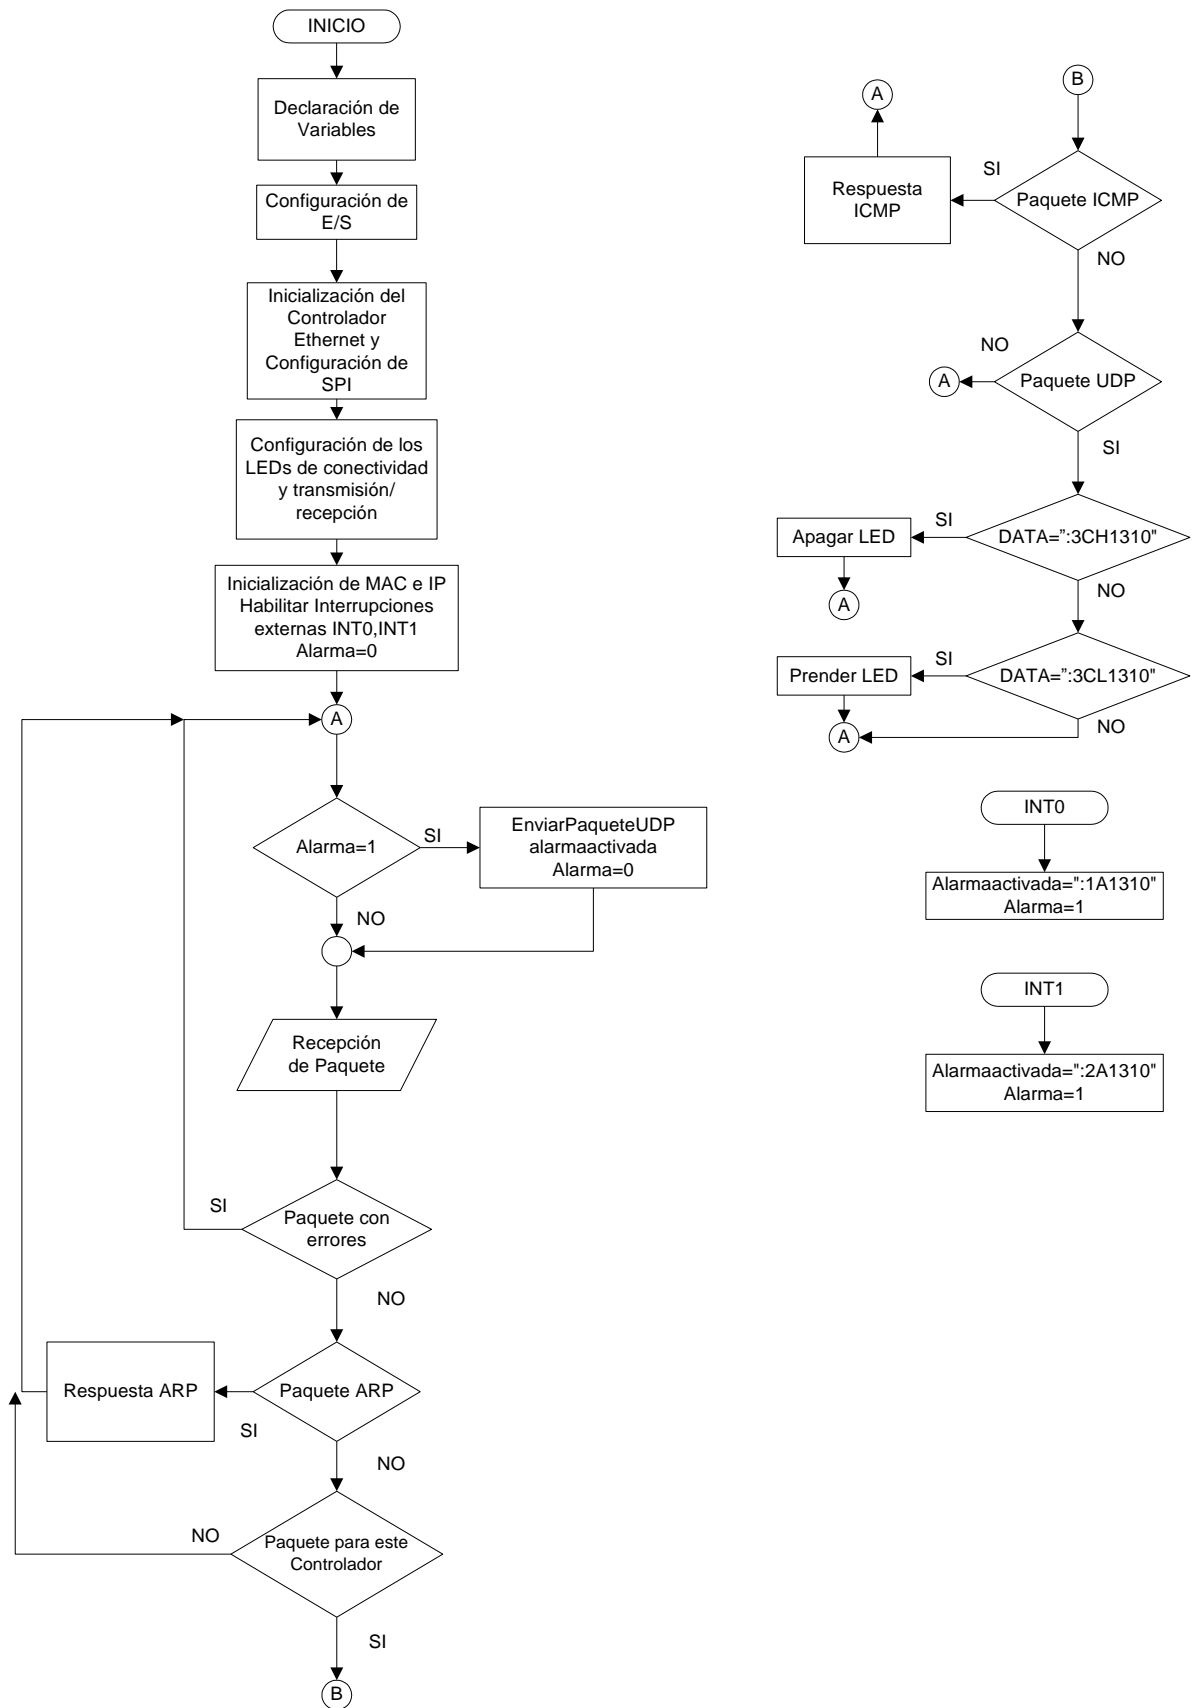 INICIO
Declaración de
Variables
Configuración de
E/S
Inicialización del
Controlador
Ethernet y
Configuración de
SPI
Configuración de los
LEDs de conectividad
y transmisión/
recepción
Inicialización de MAC e IP
Habilitar Interrupciones
externas INT0,INT1
Alarma=0
A
Alarma=1
SI
EnviarPaqueteUDP
alarmaactivada
Alarma=0
NO
Recepción
de Paquete
SI
Paquete con
errores
NO
Respuesta ARP
Paquete ARP
SI
NO
NO
Paquete para este
Controlador
SI
B
B
A
SI
Respuesta
ICMP
Paquete ICMP
NO
NO
A
Paquete UDP
SI
Apagar LED
SI
DATA=”:3CH1310"
A
NO
Prender LED
SI
DATA=”:3CL1310"
A
NO
INT0
Alarmaactivada=":1A1310"
Alarma=1
INT1
Alarmaactivada=":2A1310"
Alarma=1